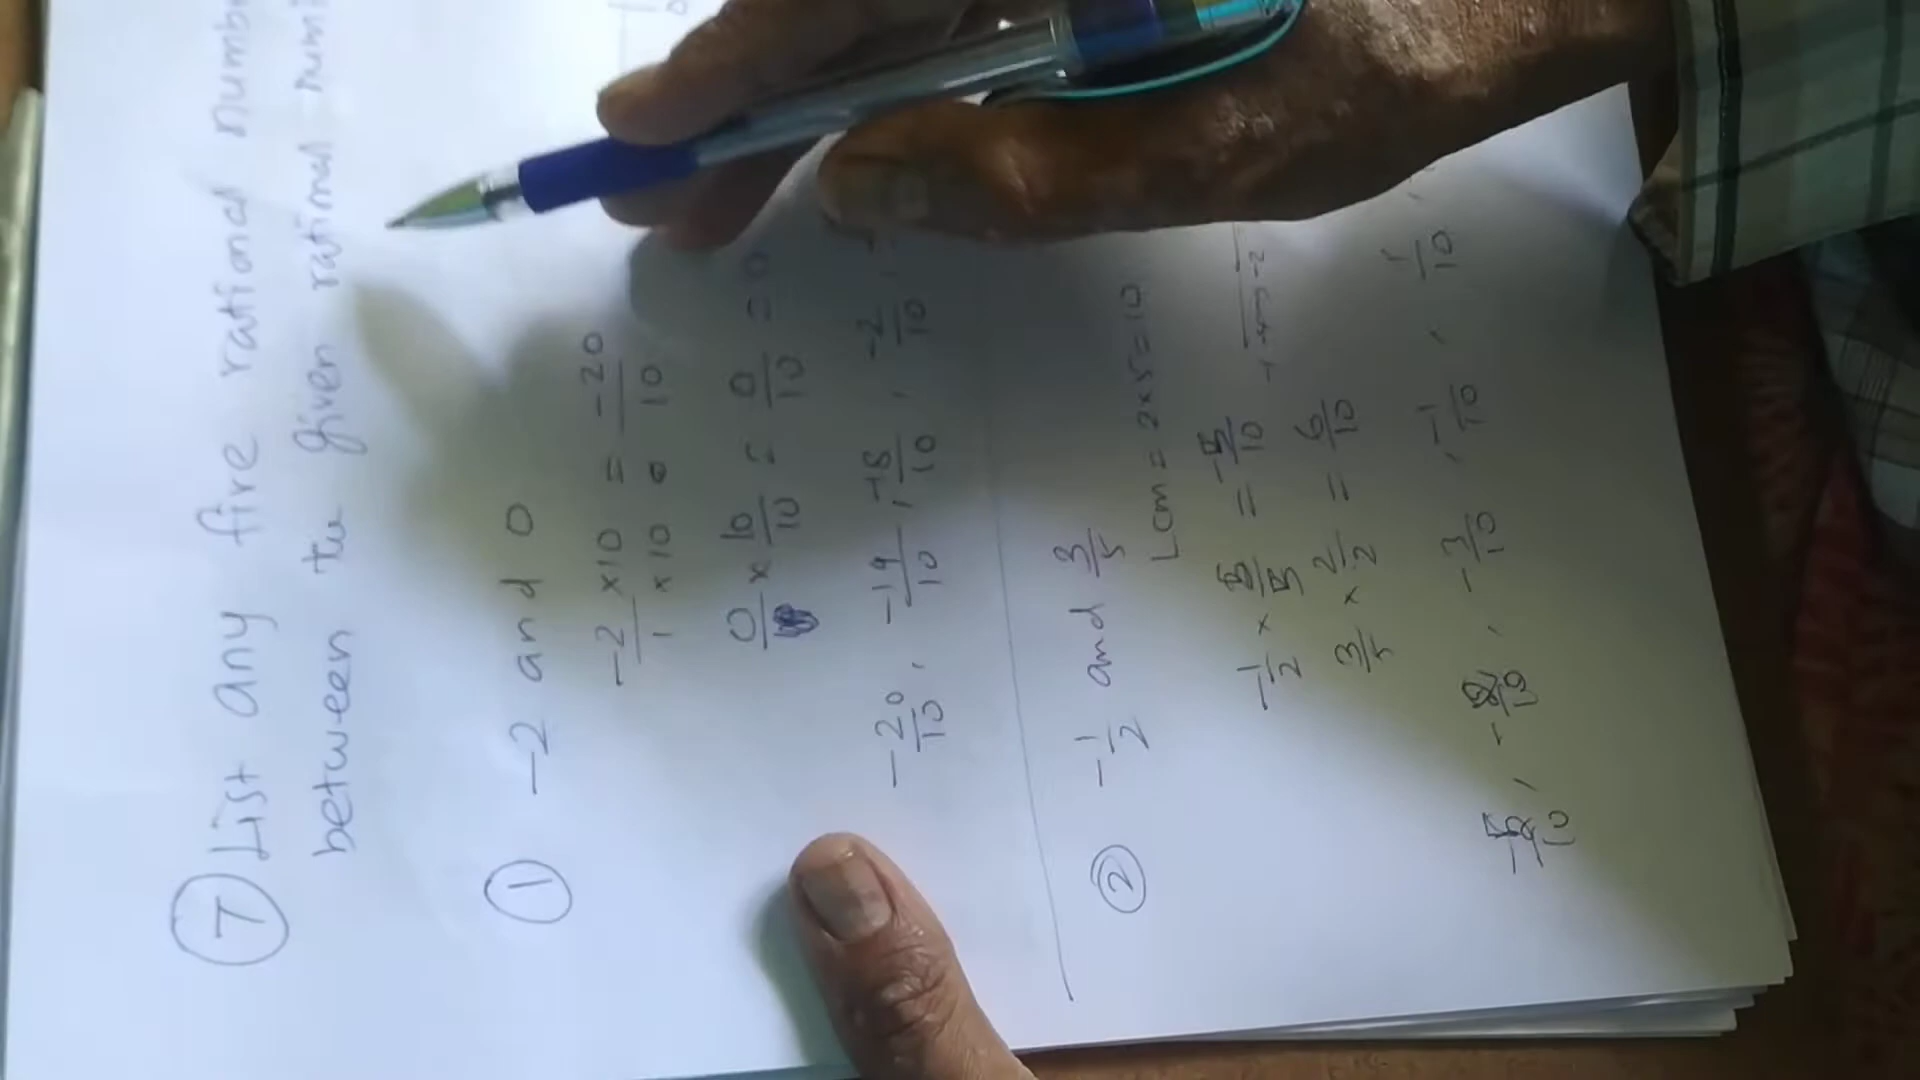 7 List any five rational numbe
between the given rational numb
1 -2 and 0
-2/1 × 10/10 = -20/10
0/ × 10/10 = 0/10 = 0
-20/10, -19/10, -18/10, -2/10,
2 -1/2 and 3/5
Lcm = 2×5=10
-1/2 × 5/5 = -5/10
3/5 × 2/2 = 6/10
-5/10, , -3/10, -1/10, 1/10,